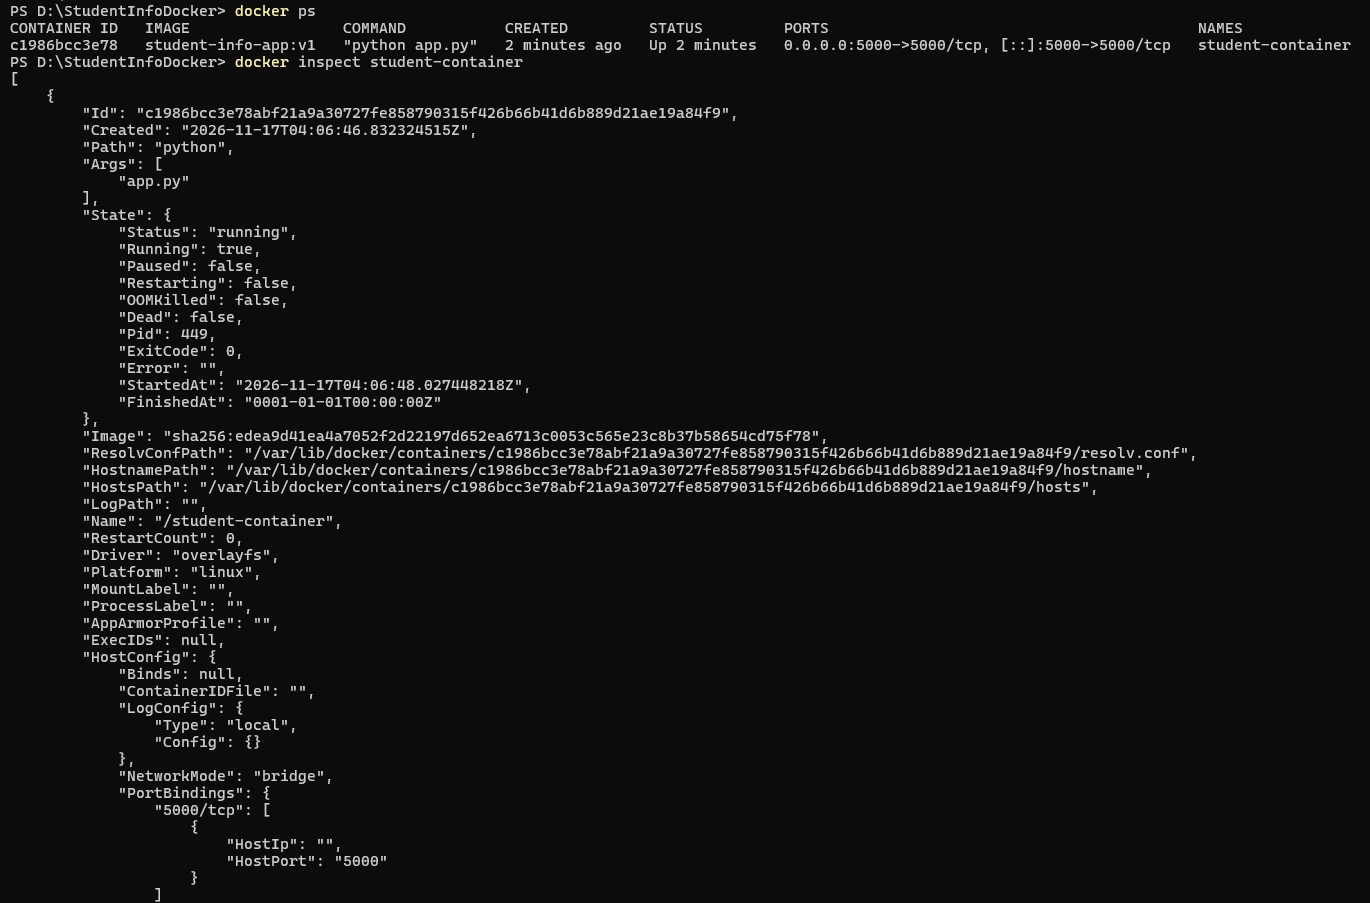 PS D:\StudentInfoDocker> docker ps
CONTAINER ID   IMAGE                 COMMAND           CREATED         STATUS         PORTS                                         NAMES
c1986bcc3e78   student-info-app:v1   "python app.py"   2 minutes ago   Up 2 minutes   0.0.0.0:5000->5000/tcp, [::]:5000->5000/tcp   student-container
PS D:\StudentInfoDocker> docker inspect student-container
[
    {
        "Id": "c1986bcc3e78abf21a9a30727fe858790315f426b66b41d6b889d21ae19a84f9",
        "Created": "2026-11-17T04:06:46.832324515Z",
        "Path": "python",
        "Args": [
            "app.py"
        ],
        "State": {
            "Status": "running",
            "Running": true,
            "Paused": false,
            "Restarting": false,
            "OOMKilled": false,
            "Dead": false,
            "Pid": 449,
            "ExitCode": 0,
            "Error": "",
            "StartedAt": "2026-11-17T04:06:48.027448218Z",
            "FinishedAt": "0001-01-01T00:00:00Z"
        },
        "Image": "sha256:edea9d41ea4a7052f2d22197d652ea6713c0053c565e23c8b37b58654cd75f78",
        "ResolvConfPath": "/var/lib/docker/containers/c1986bcc3e78abf21a9a30727fe858790315f426b66b41d6b889d21ae19a84f9/resolv.conf",
        "HostnamePath": "/var/lib/docker/containers/c1986bcc3e78abf21a9a30727fe858790315f426b66b41d6b889d21ae19a84f9/hostname",
        "HostsPath": "/var/lib/docker/containers/c1986bcc3e78abf21a9a30727fe858790315f426b66b41d6b889d21ae19a84f9/hosts",
        "LogPath": "",
        "Name": "/student-container",
        "RestartCount": 0,
        "Driver": "overlayfs",
        "Platform": "linux",
        "MountLabel": "",
        "ProcessLabel": "",
        "AppArmorProfile": "",
        "ExecIDs": null,
        "HostConfig": {
            "Binds": null,
            "ContainerIDFile": "",
            "LogConfig": {
                "Type": "local",
                "Config": {}
            },
            "NetworkMode": "bridge",
            "PortBindings": {
                "5000/tcp": [
                    {
                        "HostIp": "",
                        "HostPort": "5000"
                    }
                ]